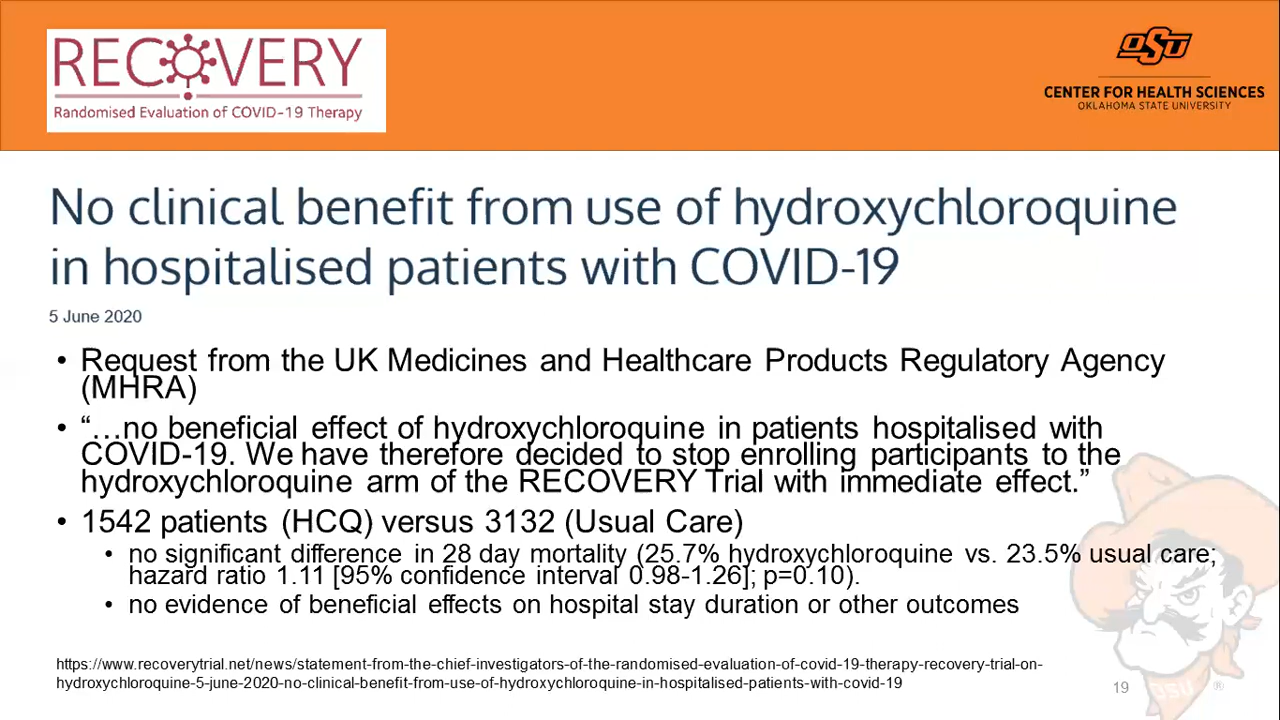 RECOVERY
Randomised Evaluation of COVID-19 Therapy
OSU
CENTER FOR HEALTH SCIENCES
OKLAHOMA STATE UNIVERSITY
No clinical benefit from use of hydroxychloroquine
in hospitalised patients with COVID-19
5 June 2020
• Request from the UK Medicines and Healthcare Products Regulatory Agency
(MHRA)
• “…no beneficial effect of hydroxychloroquine in patients hospitalised with
COVID-19. We have therefore decided to stop enrolling participants to the
hydroxychloroquine arm of the RECOVERY Trial with immediate effect.”
• 1542 patients (HCQ) versus 3132 (Usual Care)
• no significant difference in 28 day mortality (25.7% hydroxychloroquine vs. 23.5% usual care;
hazard ratio 1.11 [95% confidence interval 0.98-1.26]; p=0.10).
• no evidence of beneficial effects on hospital stay duration or other outcomes
https://www.recoverytrial.net/news/statement-from-the-chief-investigators-of-the-randomised-evaluation-of-covid-19-therapy-recovery-trial-on-
hydroxychloroquine-5-june-2020-no-clinical-benefit-from-use-of-hydroxychloroquine-in-hospitalised-patients-with-covid-19
19
OSU ®